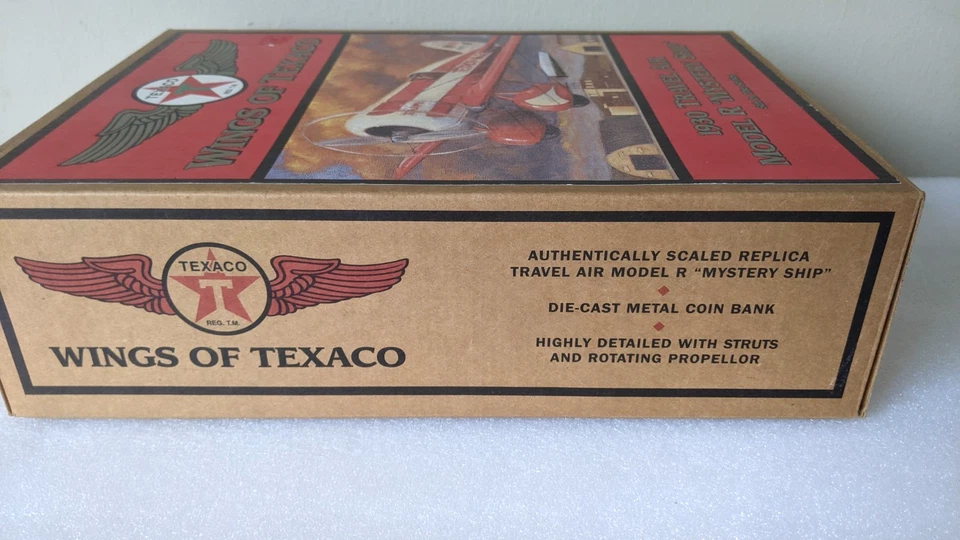 TEXACO
REG. T.M.
WINGS OF TEXACO
1930 TRAVEL AIR
MODEL R "MYSTERY SHIP"
TEXACO
T
REG. T.M.
WINGS OF TEXACO
AUTHENTICALLY SCALED REPLICA
TRAVEL AIR MODEL R “MYSTERY SHIP”
DIE-CAST METAL COIN BANK
HIGHLY DETAILED WITH STRUTS
AND ROTATING PROPELLOR